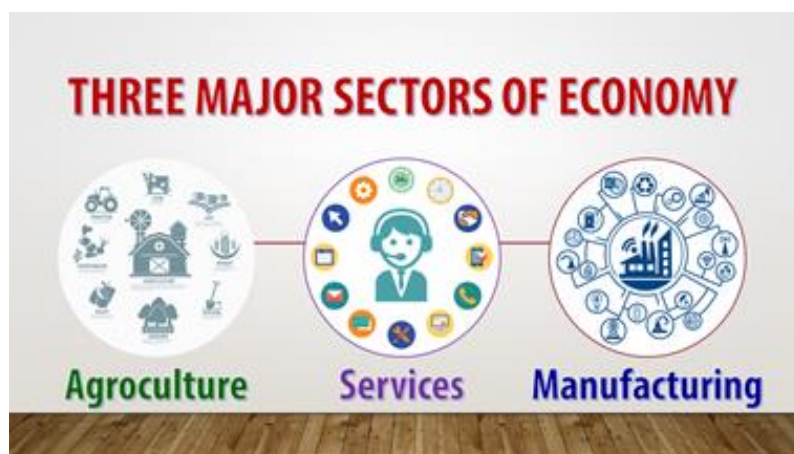 THREE MAJOR SECTORS OF ECONOMY
Agroculture
Services
Manufacturing